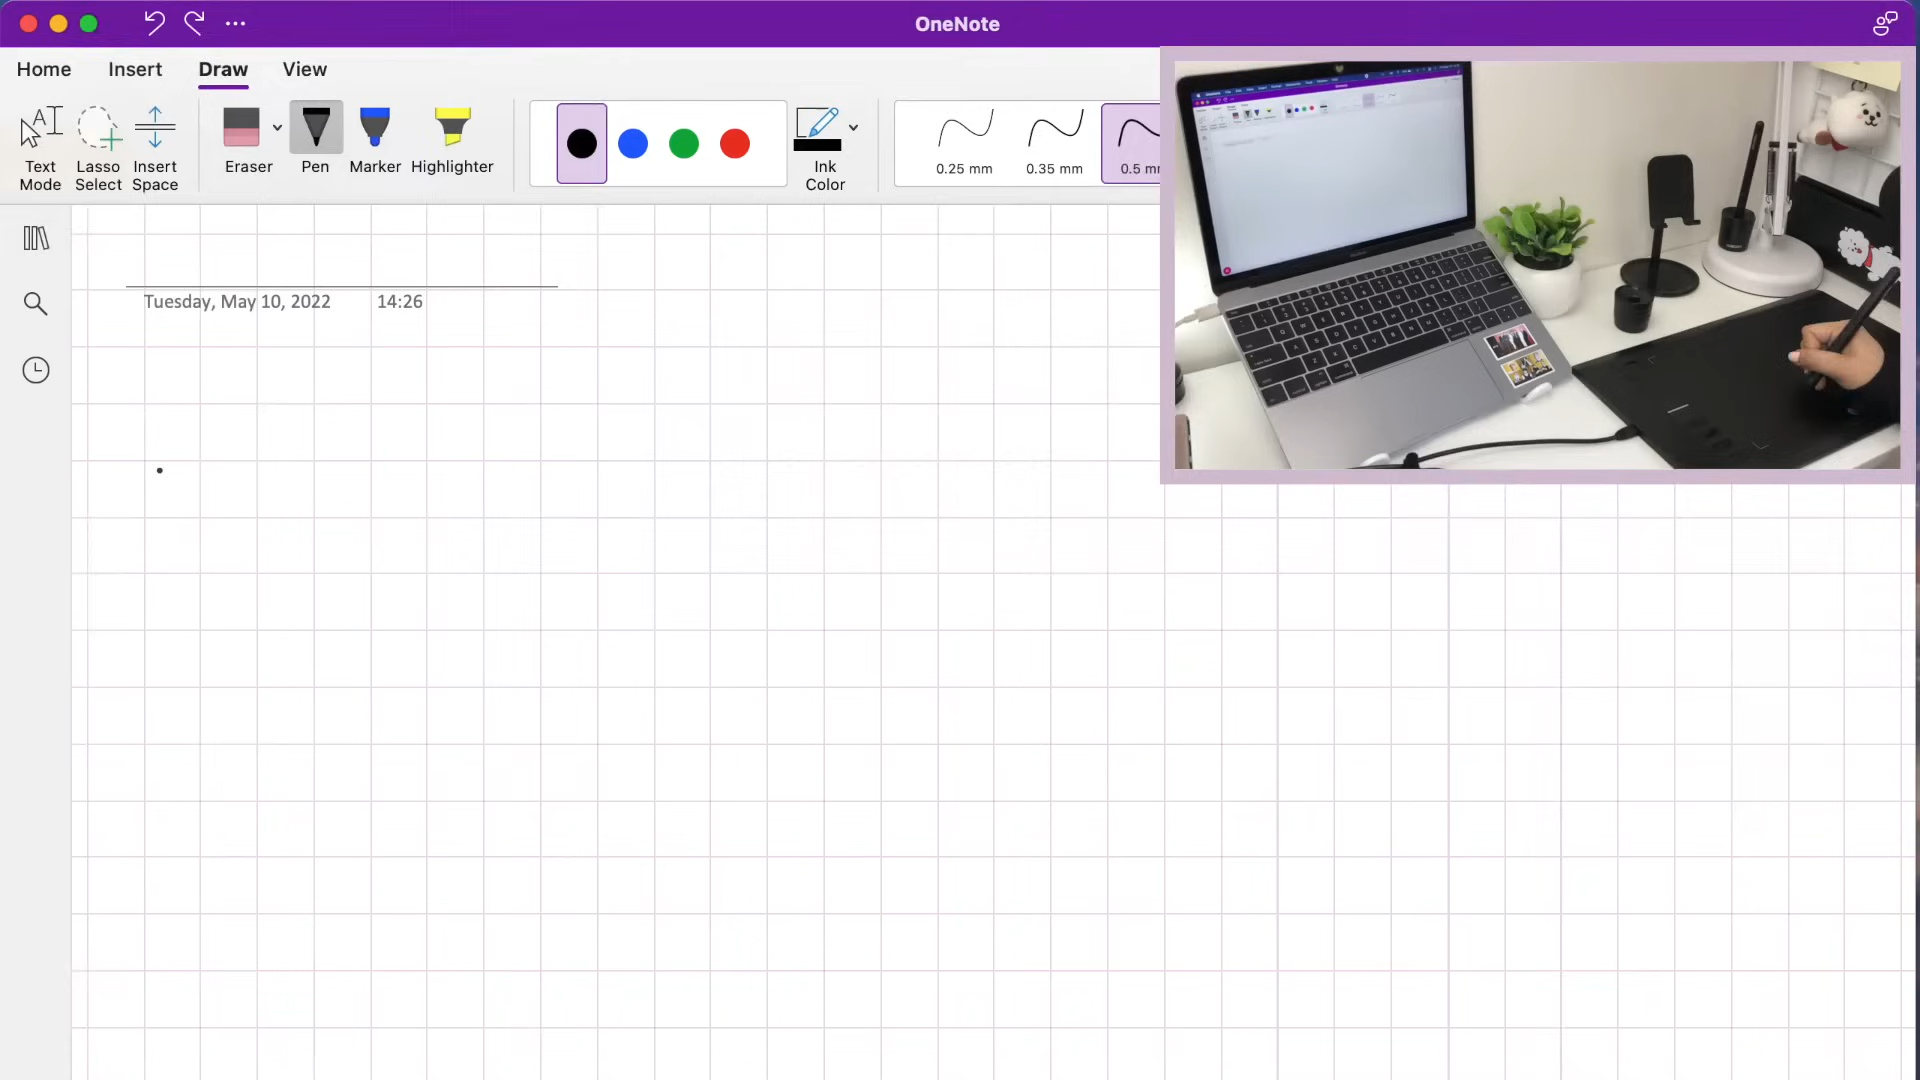 OneNote
Home Insert Draw View
Text Mode
Lasso Select
Insert Space
Eraser
Pen
Marker
Highlighter
Ink Color
0.25 mm
0.35 mm
0.5 m
Tuesday, May 10, 2022 14:26